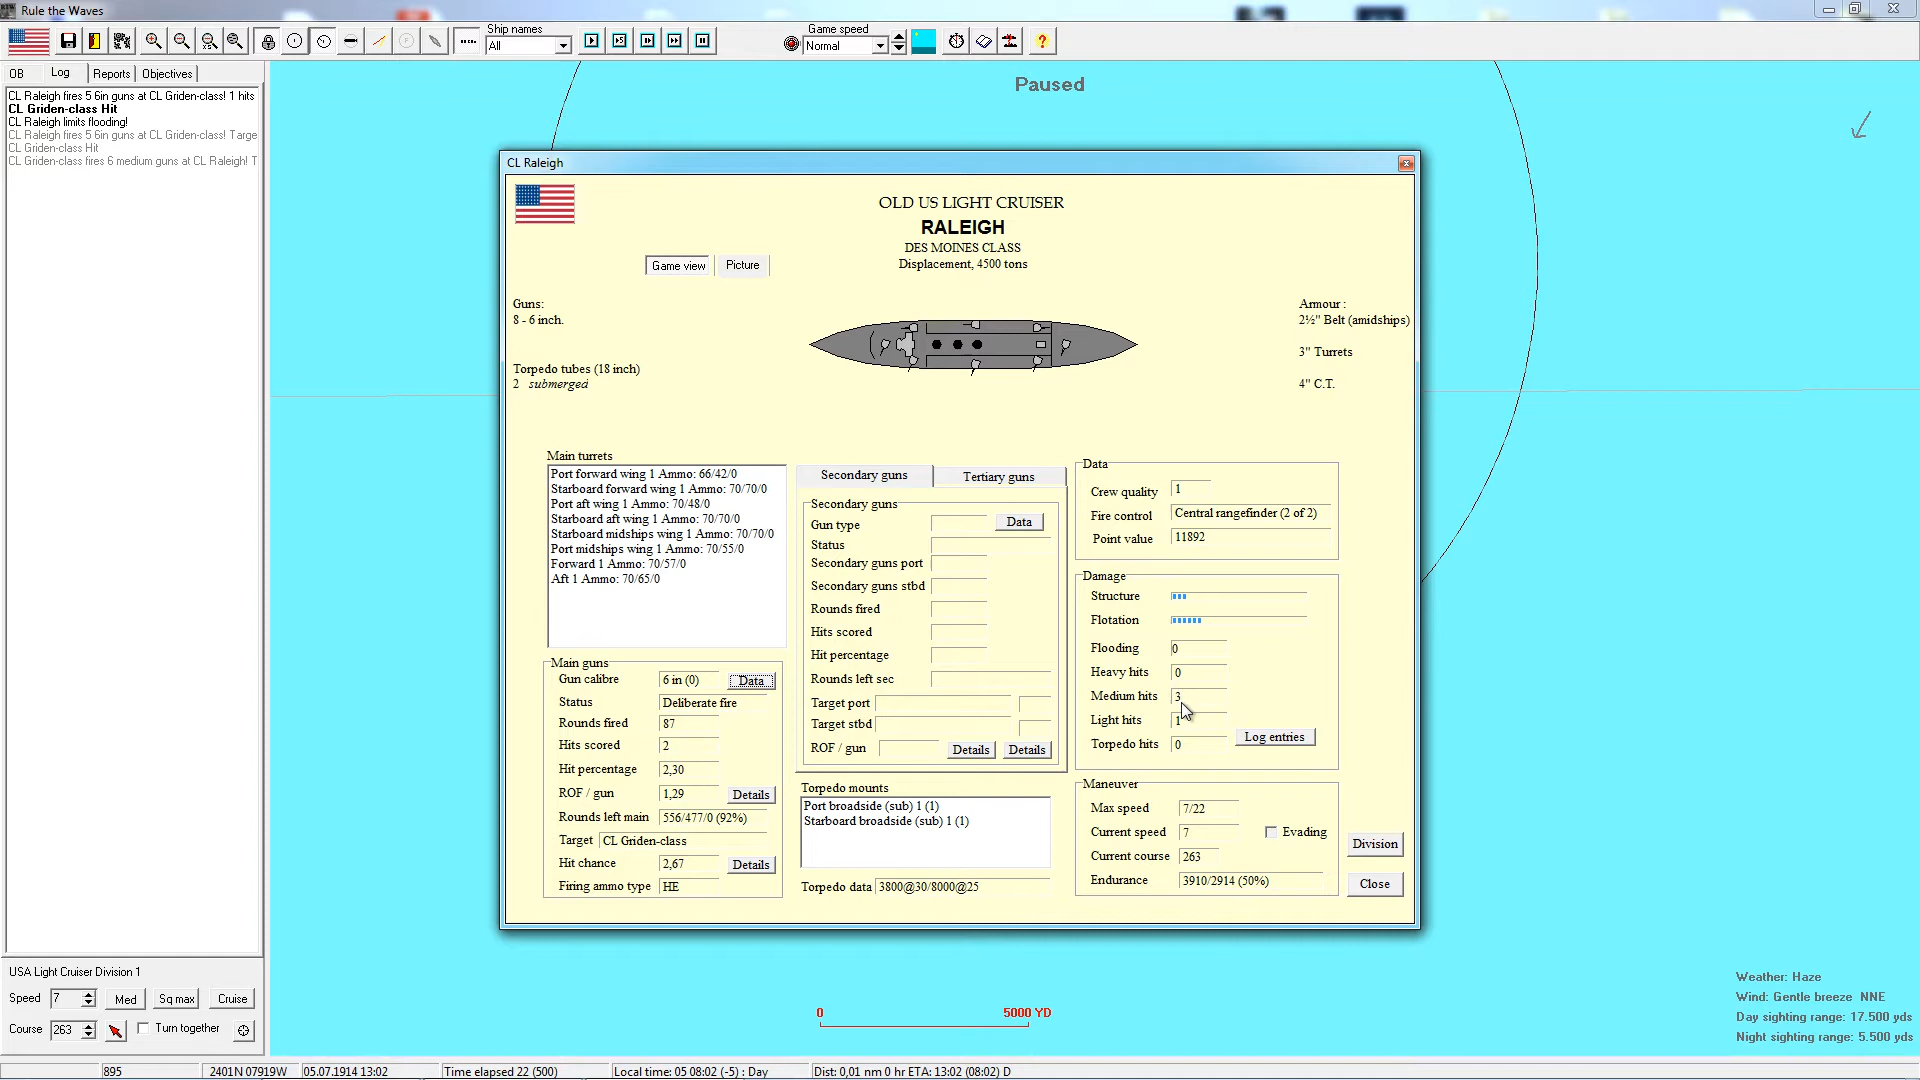 Rule the Waves
Ship names
All
Game speed
Normal
OB
Log
Reports
Objectives
CL Raleigh fires 5 6in guns at CL Griden-class! 1 hits
CL Griden-class Hit
CL Raleigh limits flooding!
CL Raleigh fires 5 6in guns at CL Griden-class! Targe
CL Griden-class Hit
CL Griden-class fires 6 medium guns at CL Raleigh! T
Paused
CL Raleigh
OLD US LIGHT CRUISER
RALEIGH
DES MOINES CLASS
Displacement, 4500 tons
Game view
Picture
Guns:
8 - 6 inch.
Torpedo tubes (18 inch)
2 submerged
Armour :
2½" Belt (amidships)
3" Turrets
4" C.T.
Main turrets
Port forward wing 1 Ammo: 66/42/0
Starboard forward wing 1 Ammo: 70/70/0
Port aft wing 1 Ammo: 70/48/0
Starboard aft wing 1 Ammo: 70/70/0
Starboard midships wing 1 Ammo: 70/70/0
Port midships wing 1 Ammo: 70/55/0
Forward 1 Ammo: 70/57/0
Aft 1 Ammo: 70/65/0
Main guns
Gun calibre 6 in (0) Data
Status Deliberate fire
Rounds fired 87
Hits scored 2
Hit percentage 2,30
ROF / gun 1,29 Details
Rounds left main 556/477/0 (92%)
Target CL Griden-class
Hit chance 2,67 Details
Firing ammo type HE
Secondary guns
Tertiary guns
Secondary guns
Gun type Data
Status
Secondary guns port
Secondary guns stbd
Rounds fired
Hits scored
Hit percentage
Rounds left sec
Target port
Target stbd
ROF / gun Details Details
Torpedo mounts
Port broadside (sub) 1 (1)
Starboard broadside (sub) 1 (1)
Torpedo data 3800@30/8000@25
Data
Crew quality 1
Fire control Central rangefinder (2 of 2)
Point value 11892
Damage
Structure
Flotation
Flooding 0
Heavy hits 0
Medium hits 3
Light hits 1
Torpedo hits 0
Log entries
Maneuver
Max speed 7/22
Current speed 7 Evading
Current course 263
Endurance 3910/2914 (50%)
Division
Close
USA Light Cruiser Division 1
Speed 7 Med Sq max Cruise
Course 263 Turn together
0 5000 YD
Weather: Haze
Wind: Gentle breeze NNE
Day sighting range: 17.500 yds
Night sighting range: 5.500 yds
895 2401N 07919W 05.07.1914 13:02 Time elapsed 22 (500) Local time: 05 08:02 (-5) : Day Dist: 0,01 nm 0 hr ETA: 13:02 (08:02) D